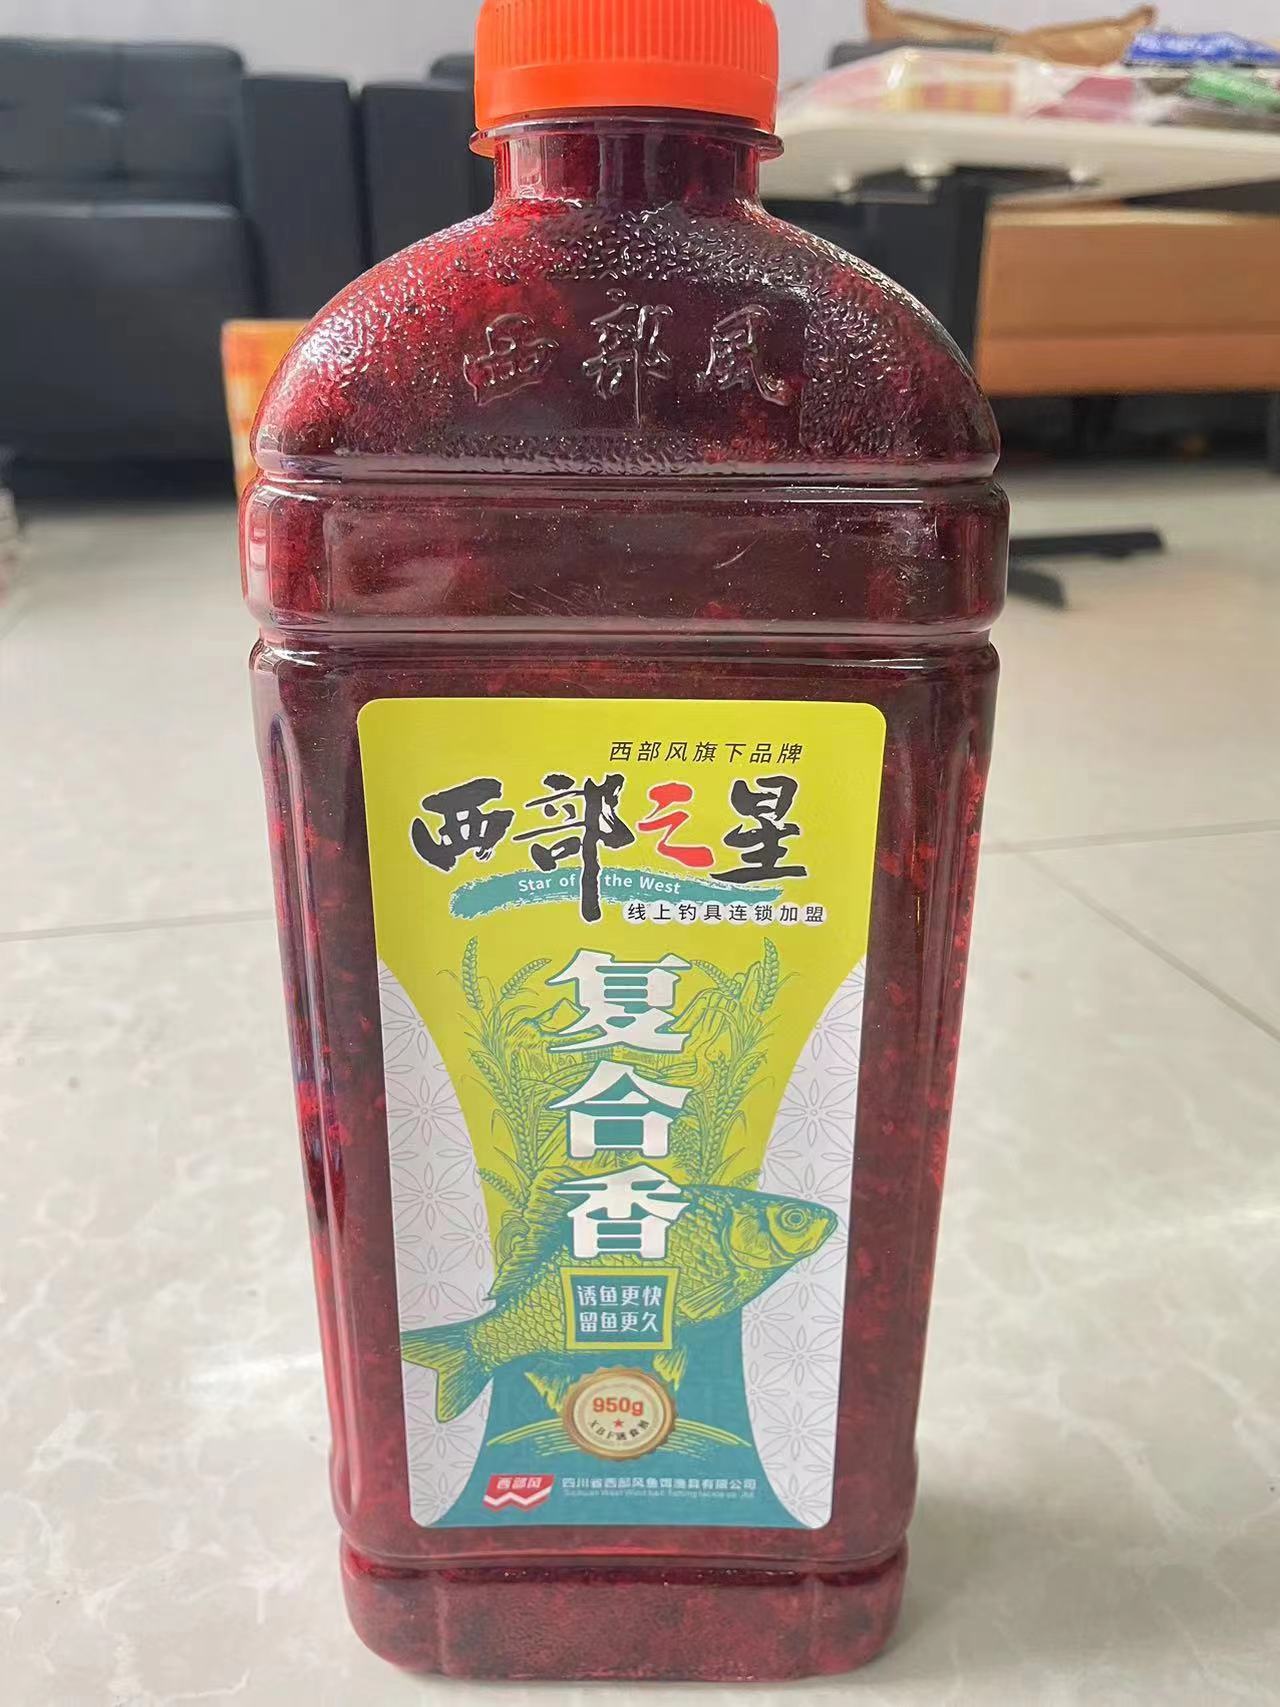 西部风
西部风旗下品牌
西部之星
Star of the West
线上钓具连锁加盟
复合香
诱鱼更快
留鱼更久
950g
西部风
四川省西部风鱼饵渔具有限公司